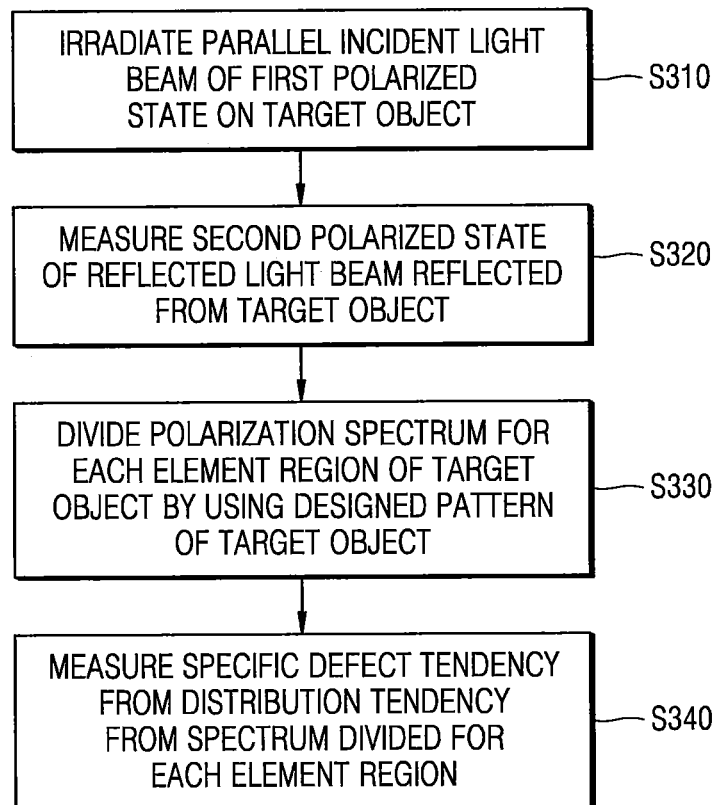 IRRADIATE PARALLEL INCIDENT LIGHT
BEAM OF FIRST POLARIZED
STATE ON TARGET OBJECT
S310
MEASURE SECOND POLARIZED STATE
OF REFLECTED LIGHT BEAM REFLECTED
FROM TARGET OBJECT
S320
DIVIDE POLARIZATION SPECTRUM FOR
EACH ELEMENT REGION OF TARGET
OBJECT BY USING DESIGNED PATTERN
OF TARGET OBJECT
S330
MEASURE SPECIFIC DEFECT TENDENCY
FROM DISTRIBUTION TENDENCY
FROM SPECTRUM DIVIDED FOR
EACH ELEMENT REGION
S340